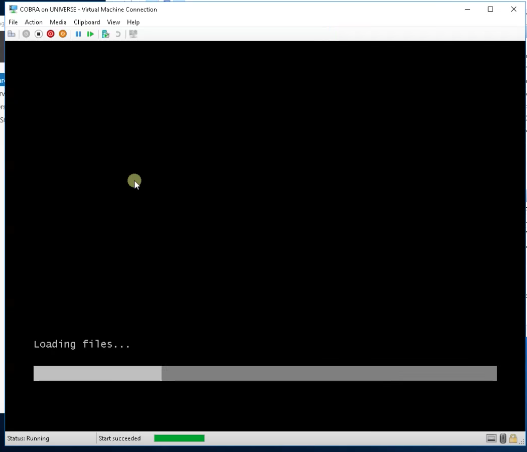 COBRA on UNIVERSE - Virtual Machine Connection
File Action Media Clipboard View Help
Loading files...
Status: Running Start succeeded